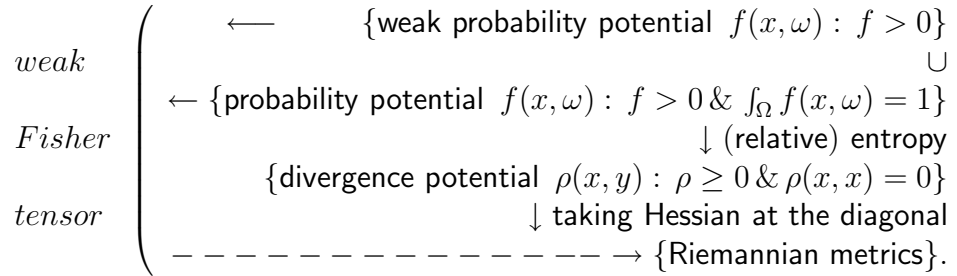 ⟵ {weak probability potential f(x, ω) : f > 0}
weak ∪
← {probability potential f(x, ω) : f > 0 & ∫_Ω f(x, ω) = 1}
Fisher ↓ (relative) entropy
{divergence potential ρ(x, y) : ρ ≥ 0 & ρ(x, x) = 0}
tensor ↓ taking Hessian at the diagonal
− − − − − − − − − − − − − −− → {Riemannian metrics}.